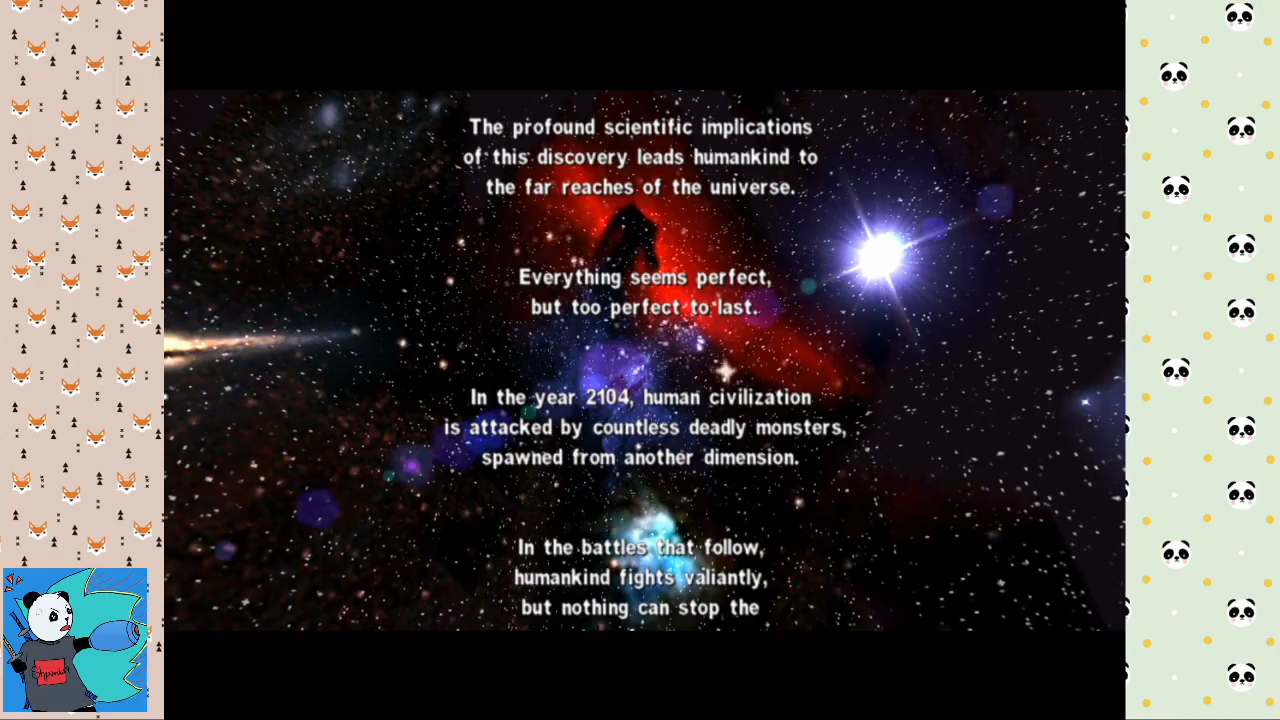 The profound scientific implications
of this discovery leads humankind to
the far reaches of the universe.
Everything seems perfect,
but too perfect to last.
In the year 2104, human civilization
is attacked by countless deadly monsters,
spawned from another dimension.
In the battles that follow,
humankind fights valiantly,
but nothing can stop the